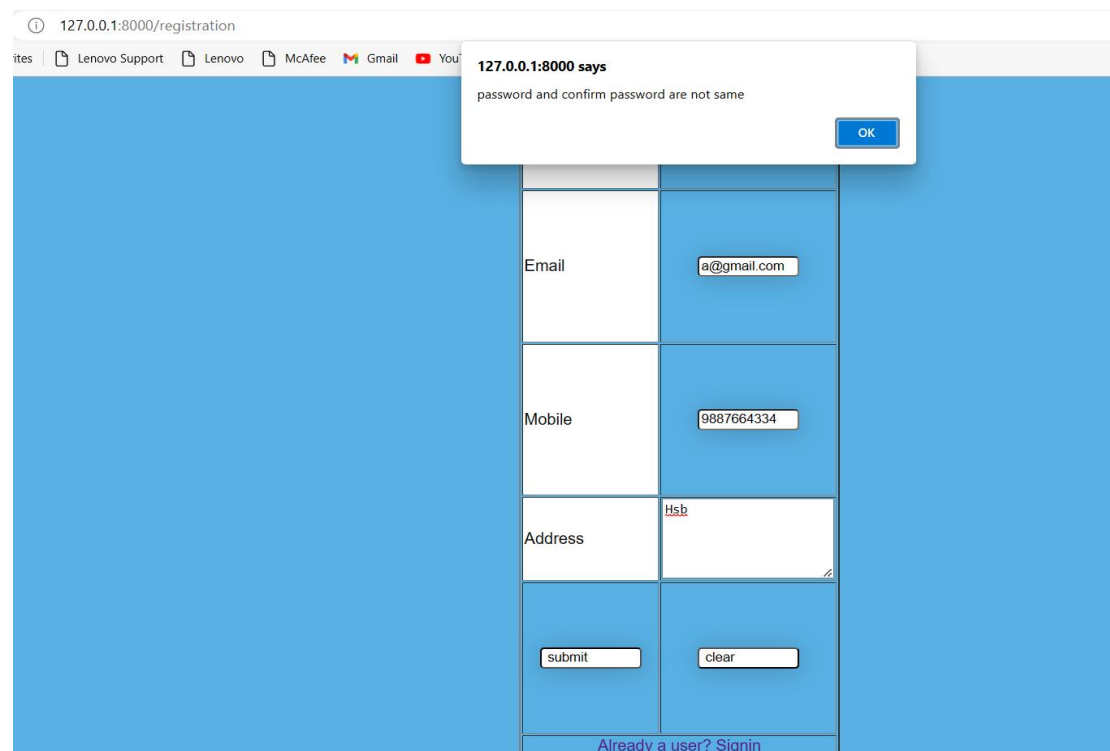 127.0.0.1:8000/registration
ites Lenovo Support Lenovo McAfee Gmail You
127.0.0.1:8000 says
password and confirm password are not same
OK
Email a@gmail.com
Mobile 9887664334
Address Hsb
submit clear
Already a user? Signin